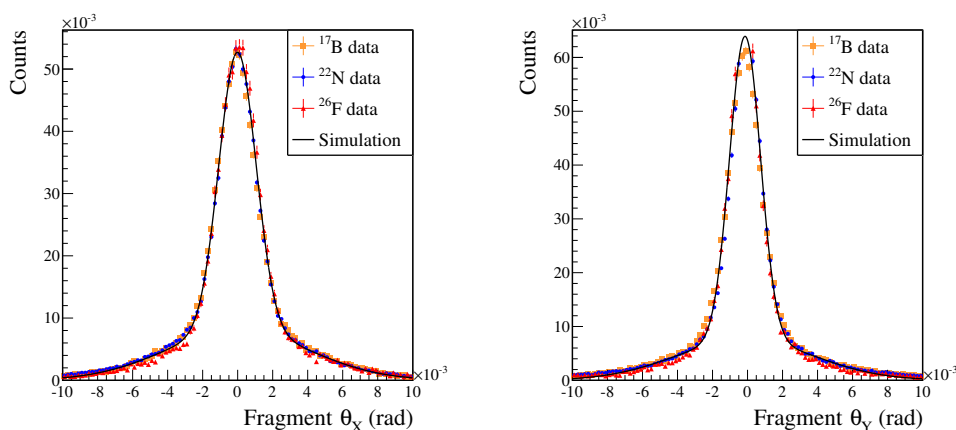 ×10⁻³
Counts
50
40
30
20
10
0
¹⁷B data
²²N data
²⁶F data
Simulation
-10 -8 -6 -4 -2 0 2 4 6 8 10
×10⁻³
Fragment θ_X (rad)
×10⁻³
Counts
60
50
40
30
20
10
0
¹⁷B data
²²N data
²⁶F data
Simulation
-10 -8 -6 -4 -2 0 2 4 6 8 10
×10⁻³
Fragment θ_Y (rad)